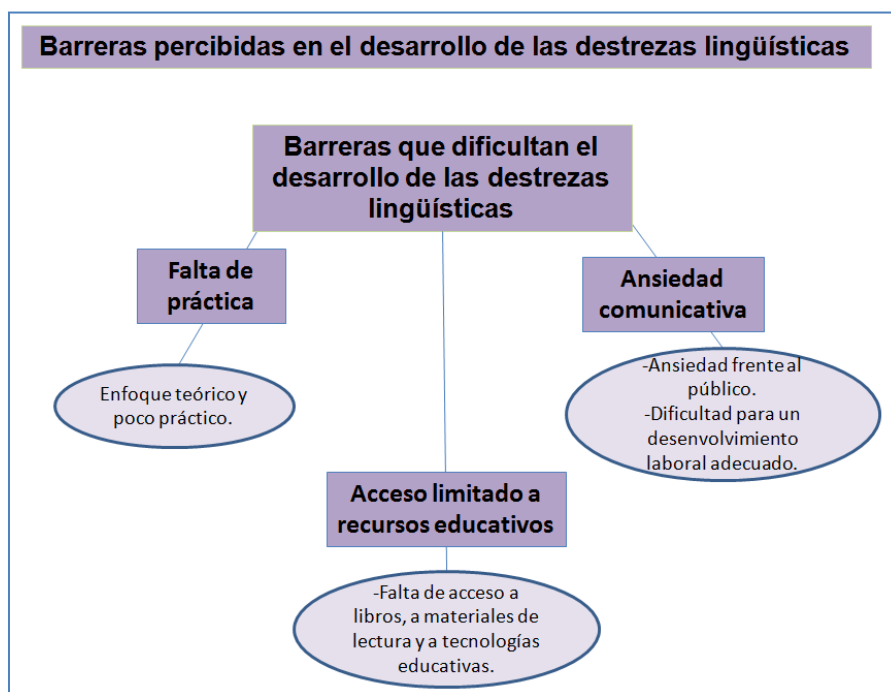 Barreras percibidas en el desarrollo de las destrezas lingüísticas
Barreras que dificultan el
desarrollo de las destrezas
lingüísticas
Falta de
práctica
Enfoque teórico y
poco práctico.
Ansiedad
comunicativa
-Ansiedad frente al
público.
-Dificultad para un
desenvolvimiento
laboral adecuado.
Acceso limitado a
recursos educativos
-Falta de acceso a
libros, a materiales de
lectura y a tecnologías
educativas.